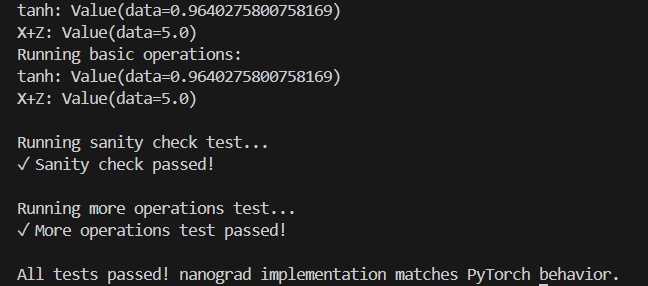 tanh: Value(data=0.9640275800758169)
X+Z: Value(data=5.0)
Running basic operations:
tanh: Value(data=0.9640275800758169)
X+Z: Value(data=5.0)
Running sanity check test...
✓ Sanity check passed!
Running more operations test...
✓ More operations test passed!
All tests passed! nanograd implementation matches PyTorch behavior.